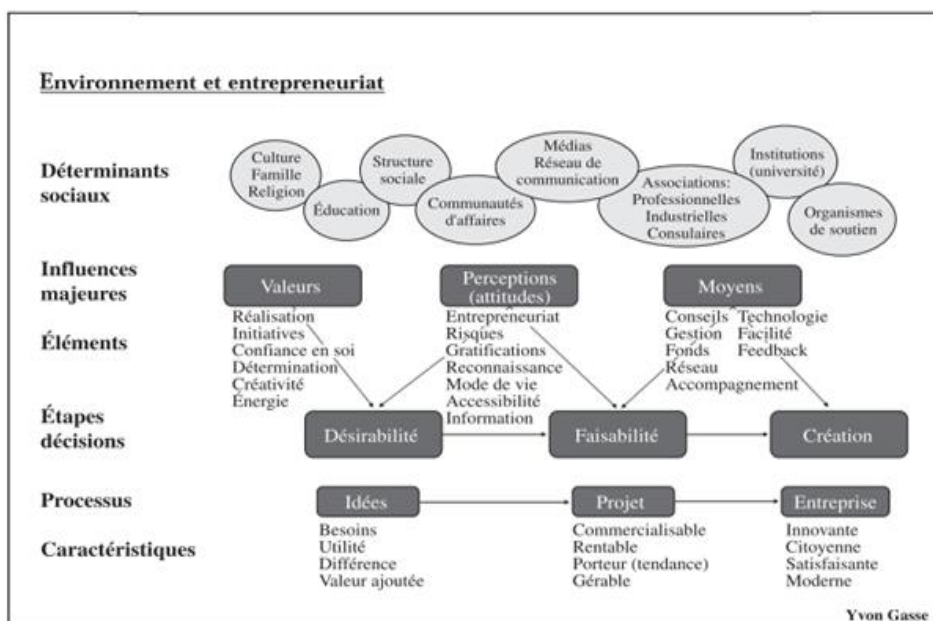 Environnement et entrepreneuriat
Déterminants
sociaux
Culture
Famille
Religion
Éducation
Structure
sociale
Communautés
d'affaires
Médias
Réseau de
communication
Associations:
Professionnelles
Industrielles
Consulaires
Institutions
(université)
Organismes
de soutien
Influences
majeures
Valeurs
Perceptions
(attitudes)
Moyens
Éléments
Réalisation
Initiatives
Confiance en soi
Détermination
Créativité
Énergie
Entrepreneuriat
Risques
Gratifications
Reconnaissance
Mode de vie
Accessibilité
Information
Conseils Technologie
Gestion Facilité
Fonds Feedback
Réseau
Accompagnement
Étapes
décisions
Désirabilité
Faisabilité
Création
Processus
Idées
Projet
Entreprise
Caractéristiques
Besoins
Utilité
Différence
Valeur ajoutée
Commercialisable
Rentable
Porteur (tendance)
Gérable
Innovante
Citoyenne
Satisfaisante
Moderne
Yvon Gasse